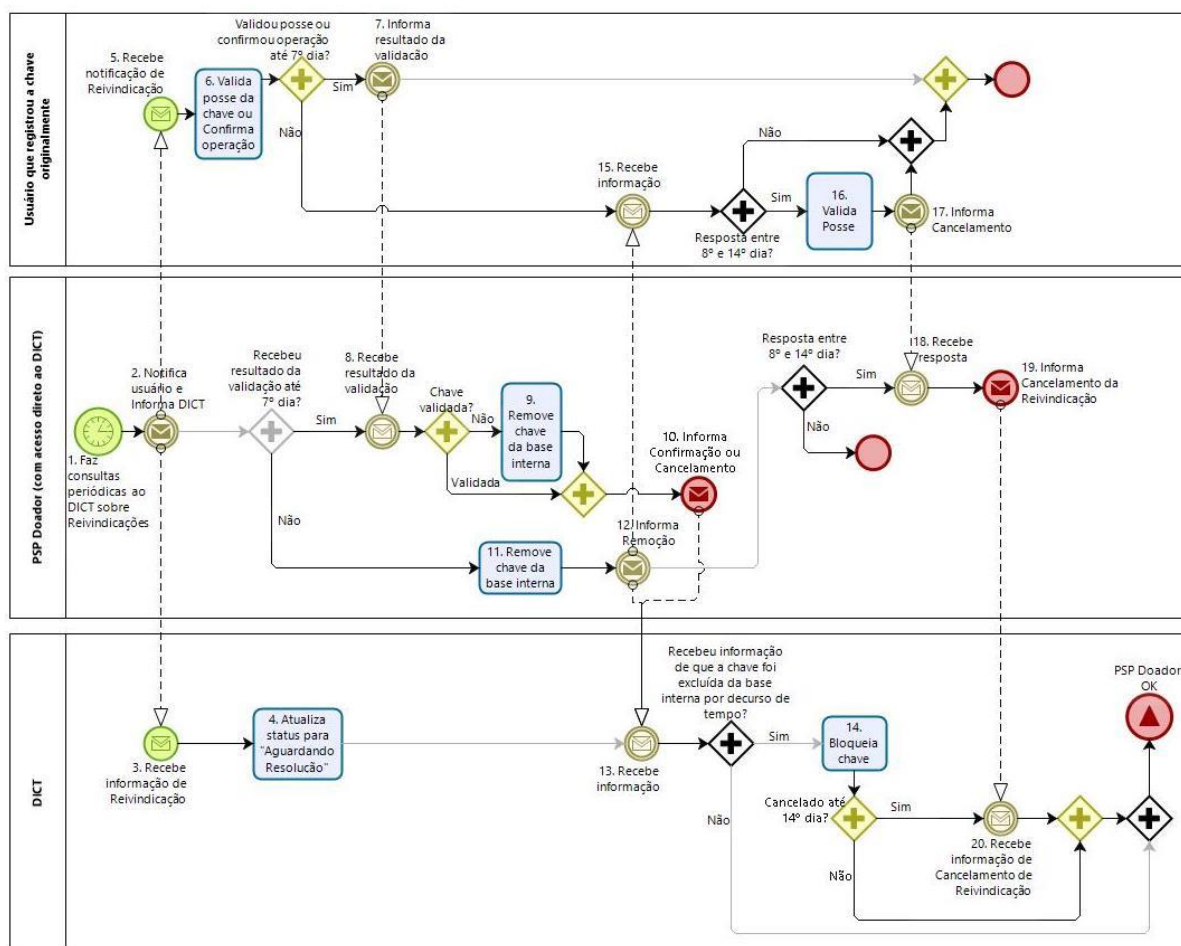 Usuário que registrou a chave
originalmente
5. Recebe
notificação de
Reivindicação
6. Valida
posse da
chave ou
Confirma
operação
Validou posse ou
confirmou operação
até 7º dia?
Sim
Não
7. Informa
resultado da
validacão
15. Recebe
informação
Não
Sim
Resposta entre
8º e 14º dia?
16.
Valida
Posse
17. Informa
Cancelamento
PSP Doador (com acesso direto ao DICT)
1. Faz
consultas
periódicas ao
DICT sobre
Reivindicações
2. Notifica
usuário e
Informa DICT
Recebeu
resultado da
validação até
7º dia?
Sim
Não
8. Recebe
resultado da
validação
Chave
validada?
Não
Validada
9.
Remove
chave
da base
interna
10. Informa
Confirmação ou
Cancelamento
11. Remove
chave da
base interna
12. Informa
Remoção
Resposta entre
8º e 14º dia?
Sim
Não
18. Recebe
resposta
19. Informa
Cancelamento da
Reivindicação
DICT
3. Recebe
informação de
Reivindicação
4. Atualiza
status para
"Aguardando
Resolucão"
13. Recebe
informação
Recebeu informação
de que a chave foi
excluída da base
interna por decurso de
tempo?
Sim
Não
14.
Bloqueia
chave
Cancelado até
14º dia?
Sim
Não
20. Recebe
informação de
Cancelamento de
Reivindicação
PSP Doador
OK